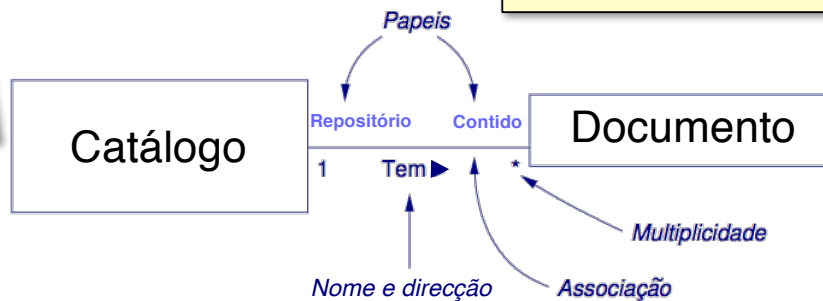 Papeis
Repositório Contido
Catálogo Documento
1 Tem *
Multiplicidade
Nome e direcção Associação